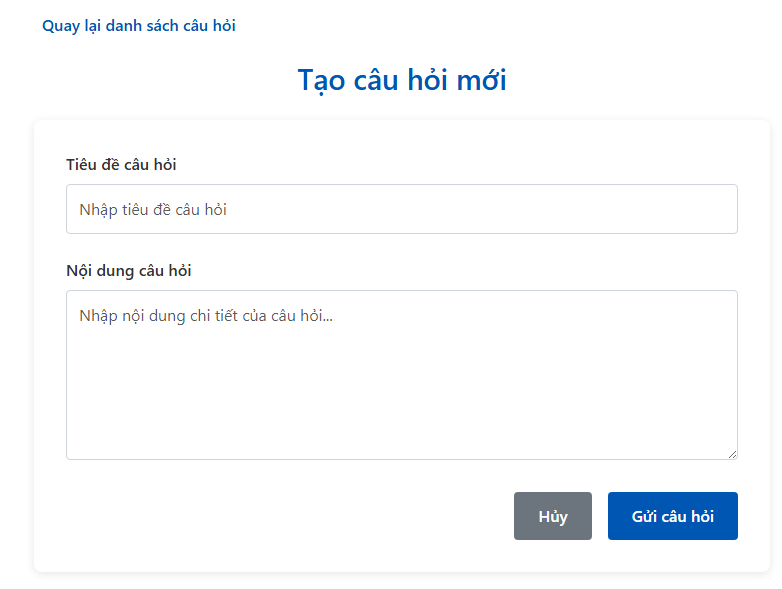 Quay lại danh sách câu hỏi
Tạo câu hỏi mới
Tiêu đề câu hỏi
Nhập tiêu đề câu hỏi
Nội dung câu hỏi
Nhập nội dung chi tiết của câu hỏi...
Hủy
Gửi câu hỏi